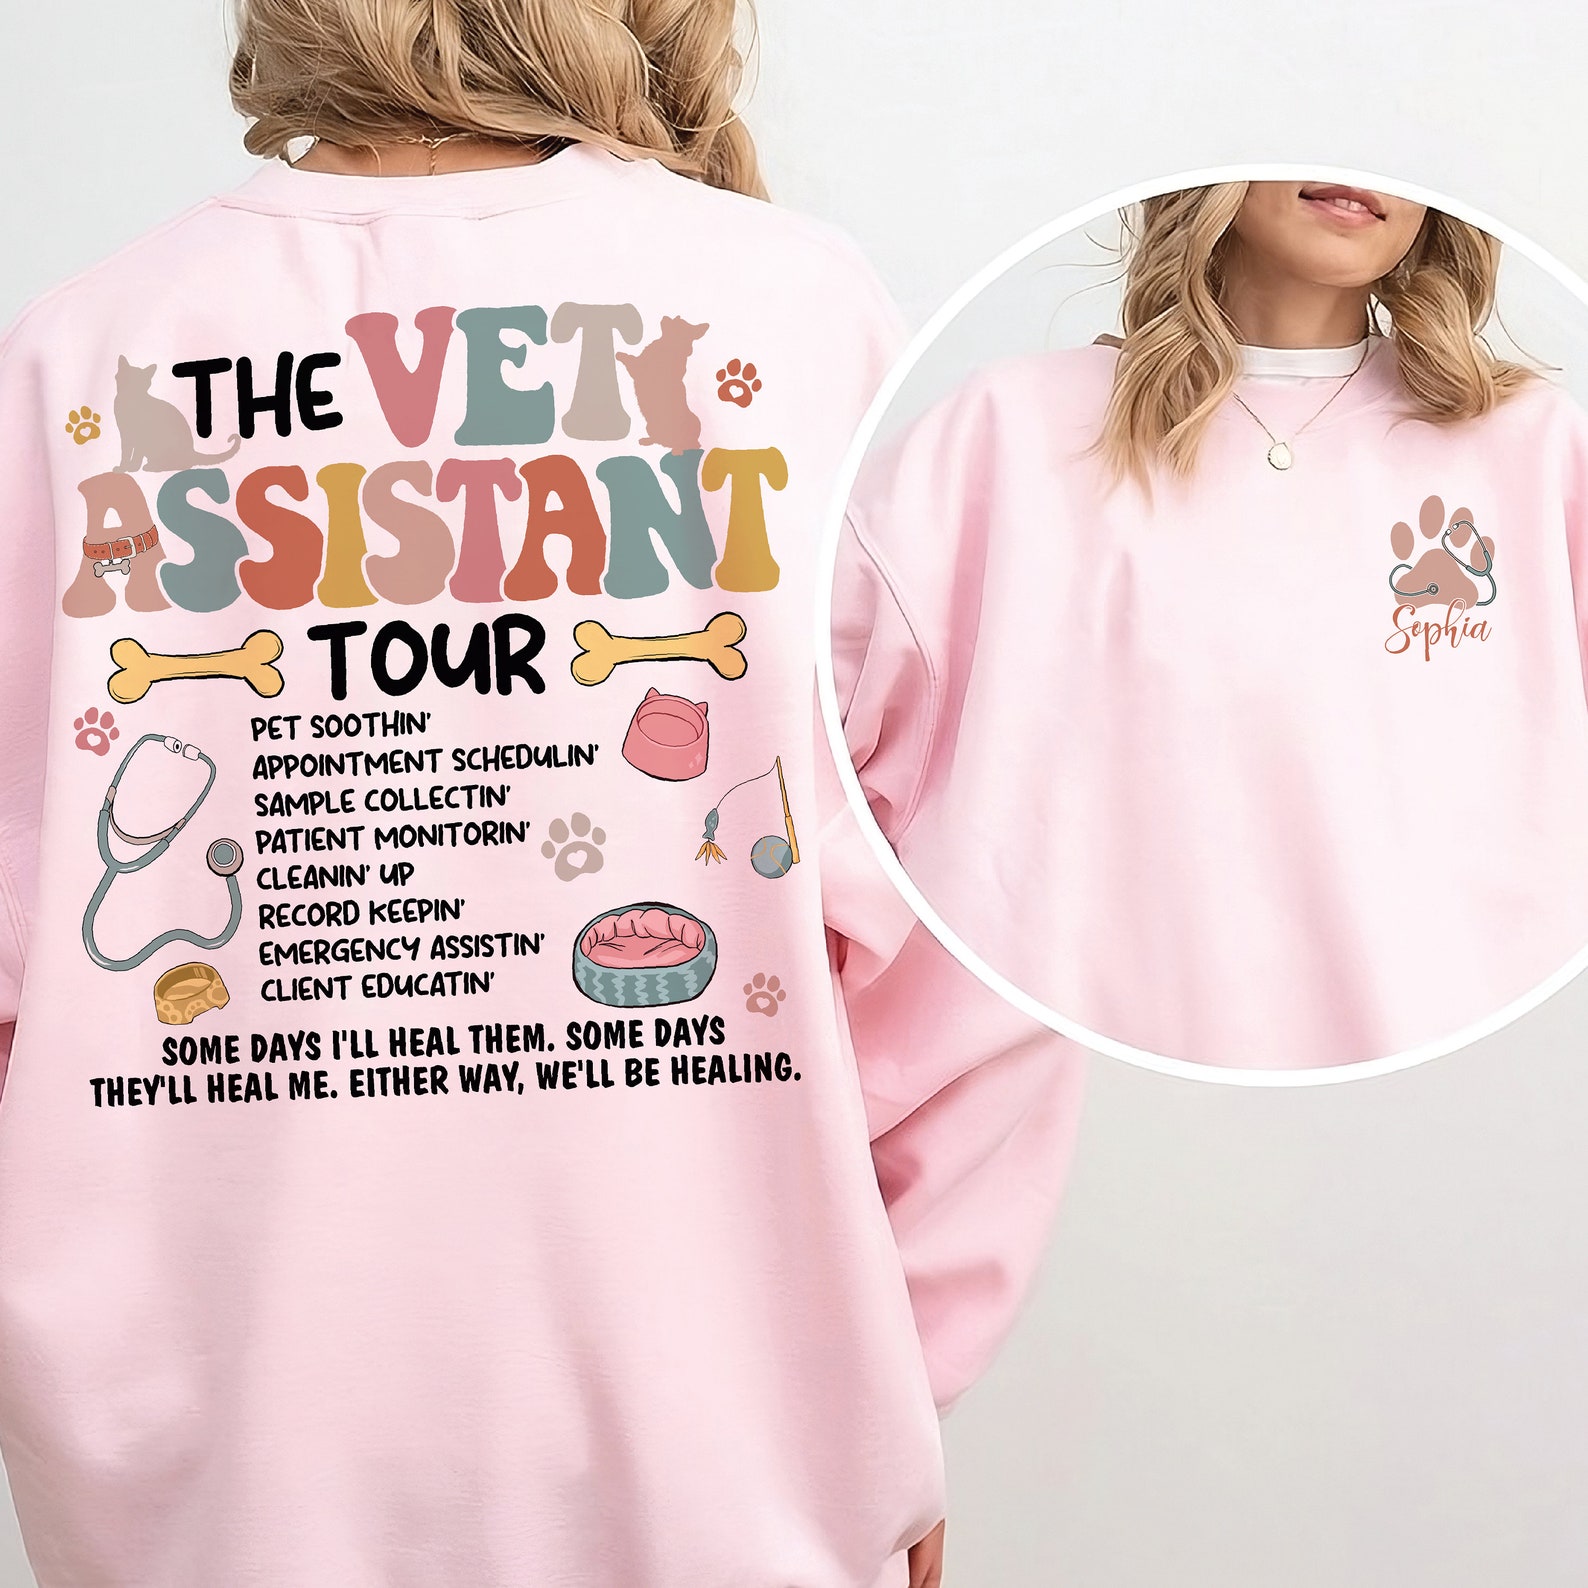 THE VET
ASSISTANT
TOUR
PET SOOTHIN'
APPOINTMENT SCHEDULIN'
SAMPLE COLLECTIN'
PATIENT MONITORIN'
CLEANIN' UP
RECORD KEEPIN'
EMERGENCY ASSISTIN'
CLIENT EDUCATIN'
SOME DAYS I'LL HEAL THEM. SOME DAYS
THEY'LL HEAL ME. EITHER WAY, WE'LL BE HEALING.
Sophia